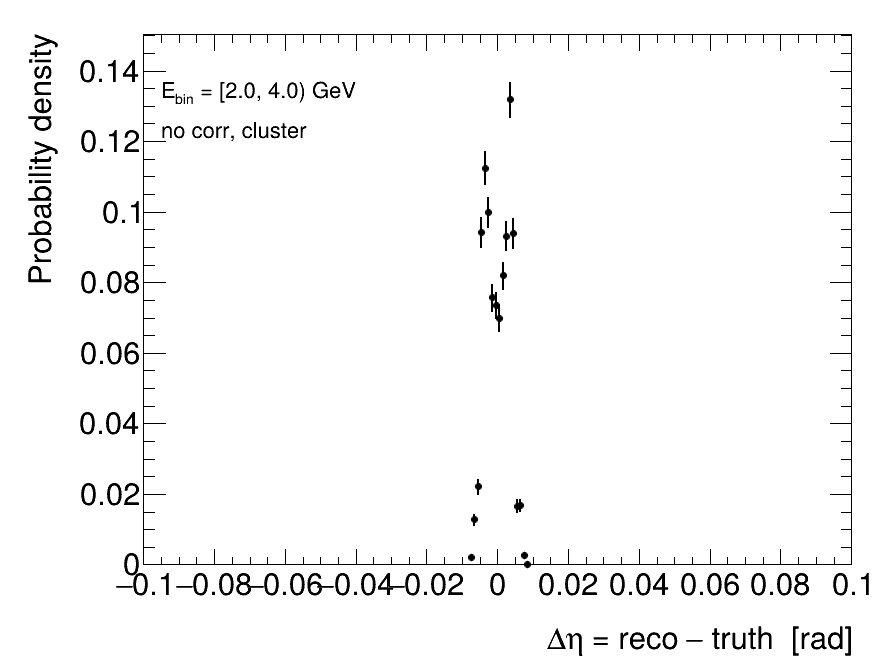 Probability density
0.14
0.12
0.1
0.08
0.06
0.04
0.02
0
E_bin = [2.0, 4.0) GeV
no corr, cluster
−0.1 −0.08 −0.06 −0.04 −0.02 0 0.02 0.04 0.06 0.08 0.1
Δη = reco − truth [rad]